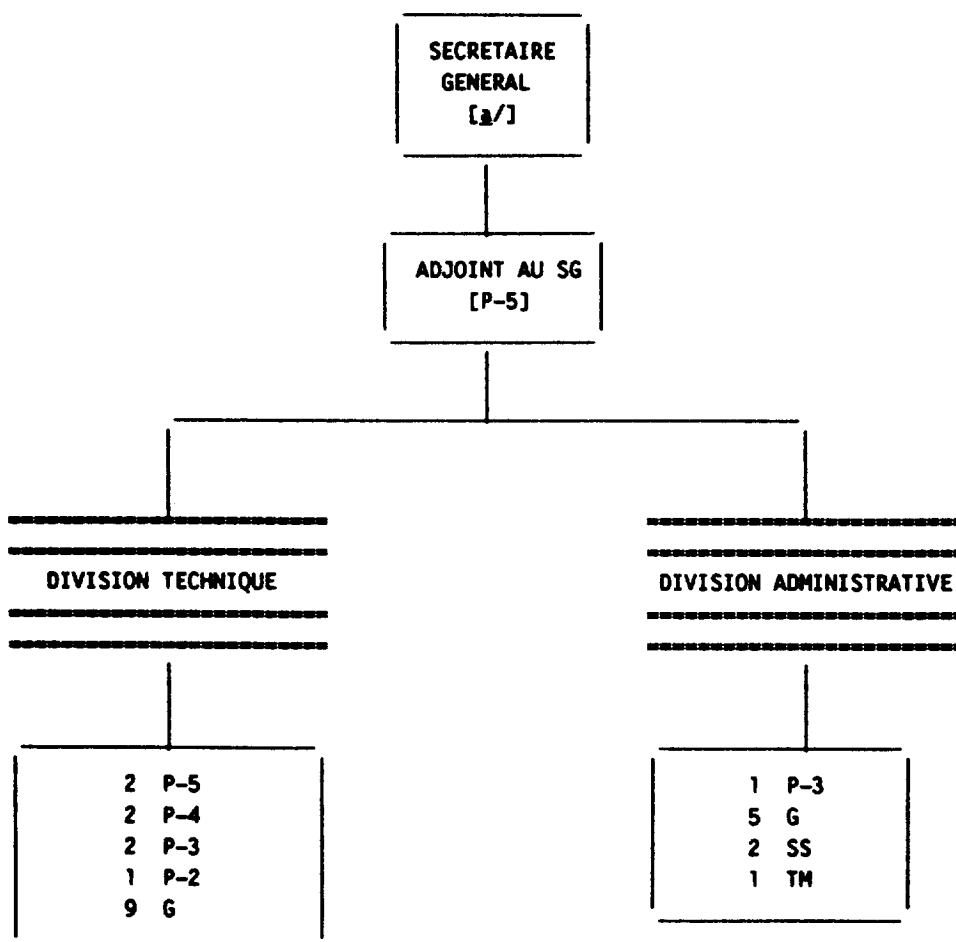 SECRETAIRE
GENERAL
[a/]
ADJOINT AU SG
[P-5]
DIVISION TECHNIQUE
DIVISION ADMINISTRATIVE
2 P-5
2 P-4
2 P-3
1 P-2
9 G
1 P-3
5 G
2 SS
1 TM